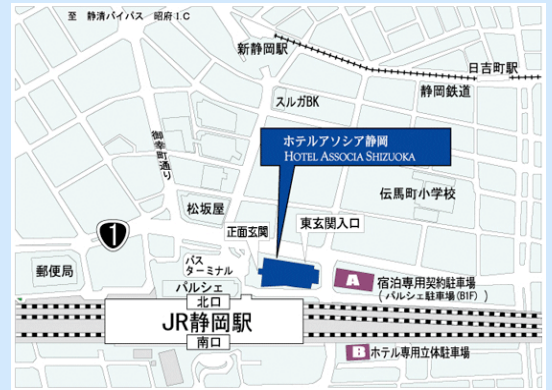 至 静清バイパス 昭府IC
新静岡駅
日吉町駅
静岡鉄道
スルガBK
御幸町通り
ホテルアソシア静岡
HOTEL ASSOCIA SHIZUOKA
伝馬町小学校
松坂屋
正面玄関
東玄関入口
1
郵便局
バス
ターミナル
パルシェ
A
宿泊専用契約駐車場
(パルシェ駐車場(B1F))
北口
JR静岡駅
南口
B
ホテル専用立体駐車場